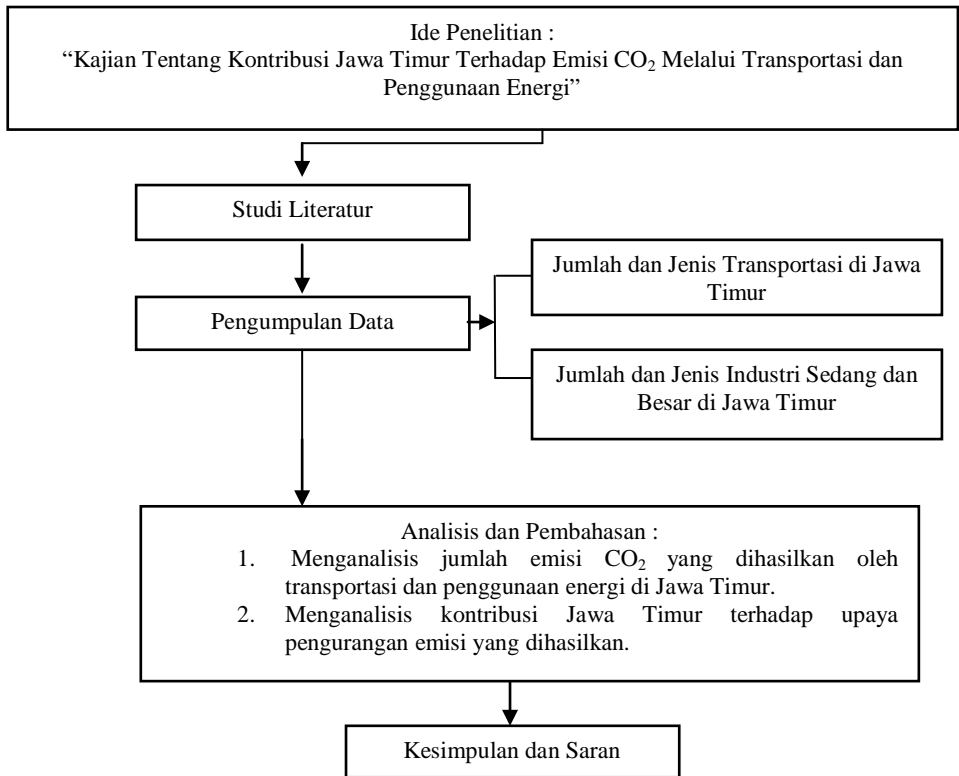 Ide Penelitian :
“Kajian Tentang Kontribusi Jawa Timur Terhadap Emisi CO₂ Melalui Transportasi dan
Penggunaan Energi”
Studi Literatur
Pengumpulan Data
Jumlah dan Jenis Transportasi di Jawa
Timur
Jumlah dan Jenis Industri Sedang dan
Besar di Jawa Timur
Analisis dan Pembahasan :
1. Menganalisis jumlah emisi CO₂ yang dihasilkan oleh
transportasi dan penggunaan energi di Jawa Timur.
2. Menganalisis kontribusi Jawa Timur terhadap upaya
pengurangan emisi yang dihasilkan.
Kesimpulan dan Saran